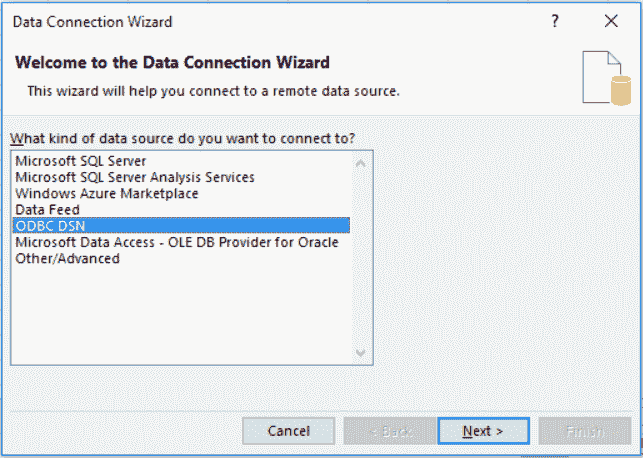 Data Connection Wizard
?
Welcome to the Data Connection Wizard
This wizard will help you connect to a remote data source.
What kind of data source do you want to connect to?
Microsoft SQL Server
Microsoft SQL Server Analysis Services
Windows Azure Marketplace
Data Feed
ODBC DSN
Microsoft Data Access - OLE DB Provider for Oracle
Other/Advanced
Cancel
< Back
Next >
Finish